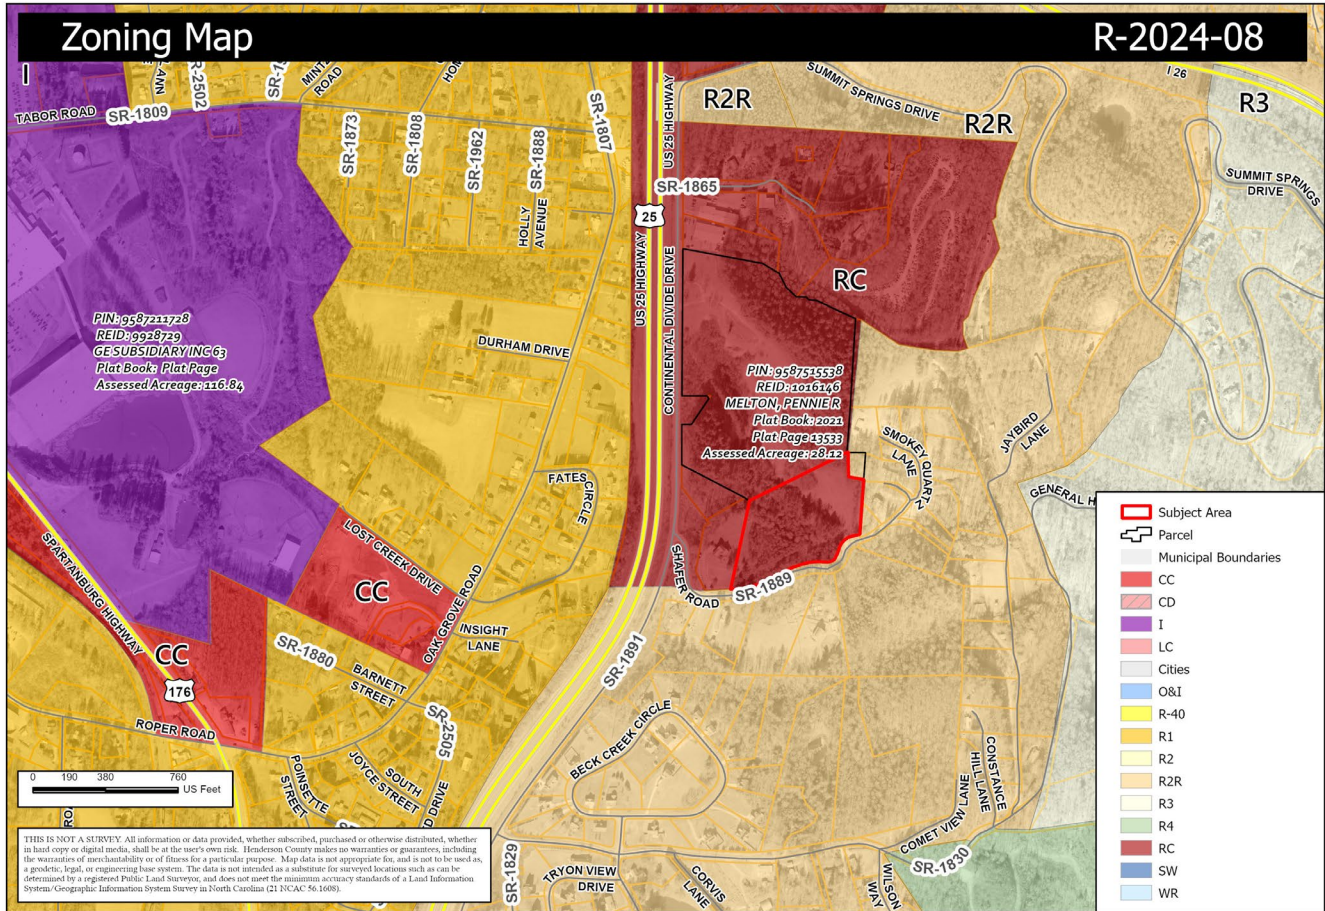 Zoning Map
R-2024-08
I
TABOR ROAD
SR-1809
SR-2502
MINTZ
ROAD
SR-1873
SR-1808
SR-1962
SR-1888
SR-1807
HOLLY
AVENUE
US 25 HIGHWAY
R2R
SUMMIT SPRINGS DRIVE
R2R
I 26
R3
SUMMIT SPRINGS
DRIVE
SR-1865
25
US 25 HIGHWAY
CONTINENTAL DIVIDE DRIVE
RC
PIN: 9587211728
REID: 9928729
GE SUBSIDIARY INC 63
Plat Book: Plat Page
Assessed Acreage: 116.84
DURHAM DRIVE
PIN: 9587515538
REID: 1016146
MELTON, PENNIE R
Plat Book: 2021
Plat Page 13533
Assessed Acreage: 28.12
SMOKEY QUARTZ
LANE
JAYBIRD
LANE
FATES
CIRCLE
LOST CREEK DRIVE
SPARTANBURG HIGHWAY
CC
OAK GROVE ROAD
SHAFER ROAD
SR-1889
INSIGHT
LANE
SR-1880
BARNETT
STREET
CC
176
SR-1891
ROPER ROAD
SR-2505
BECK CREEK CIRCLE
POINSETTE
STREET
JOYCE STREET
SOUTH
DRIVE
CONSTANCE
HILL LANE
COMET VIEW LANE
SR-1830
SR-1829
TRYON VIEW
DRIVE
CORVIS
LANE
WILSON
WAY
0 190 380 760
US Feet
THIS IS NOT A SURVEY. All information or data provided, whether subscribed, purchased or otherwise distributed, whether
in hard copy or digital media, shall be at the user's own risk. Henderson County makes no warranties or guarantees, including
the warranties of merchantability or of fitness for a particular purpose. Map data is not appropriate for, and is not to be used as,
a geodetic, legal, or engineering base system. The data is not intended as a substitute for surveyed locations such as can be
determined by a registered Public Land Surveyor, and does not meet the minimum accuracy standards of a Land Information
System/Geographic Information System Survey in North Carolina (21 NCAC 56.1608).
GENERAL H
Subject Area
Parcel
Municipal Boundaries
CC
CD
I
LC
Cities
O&I
R-40
R1
R2
R2R
R3
R4
RC
SW
WR